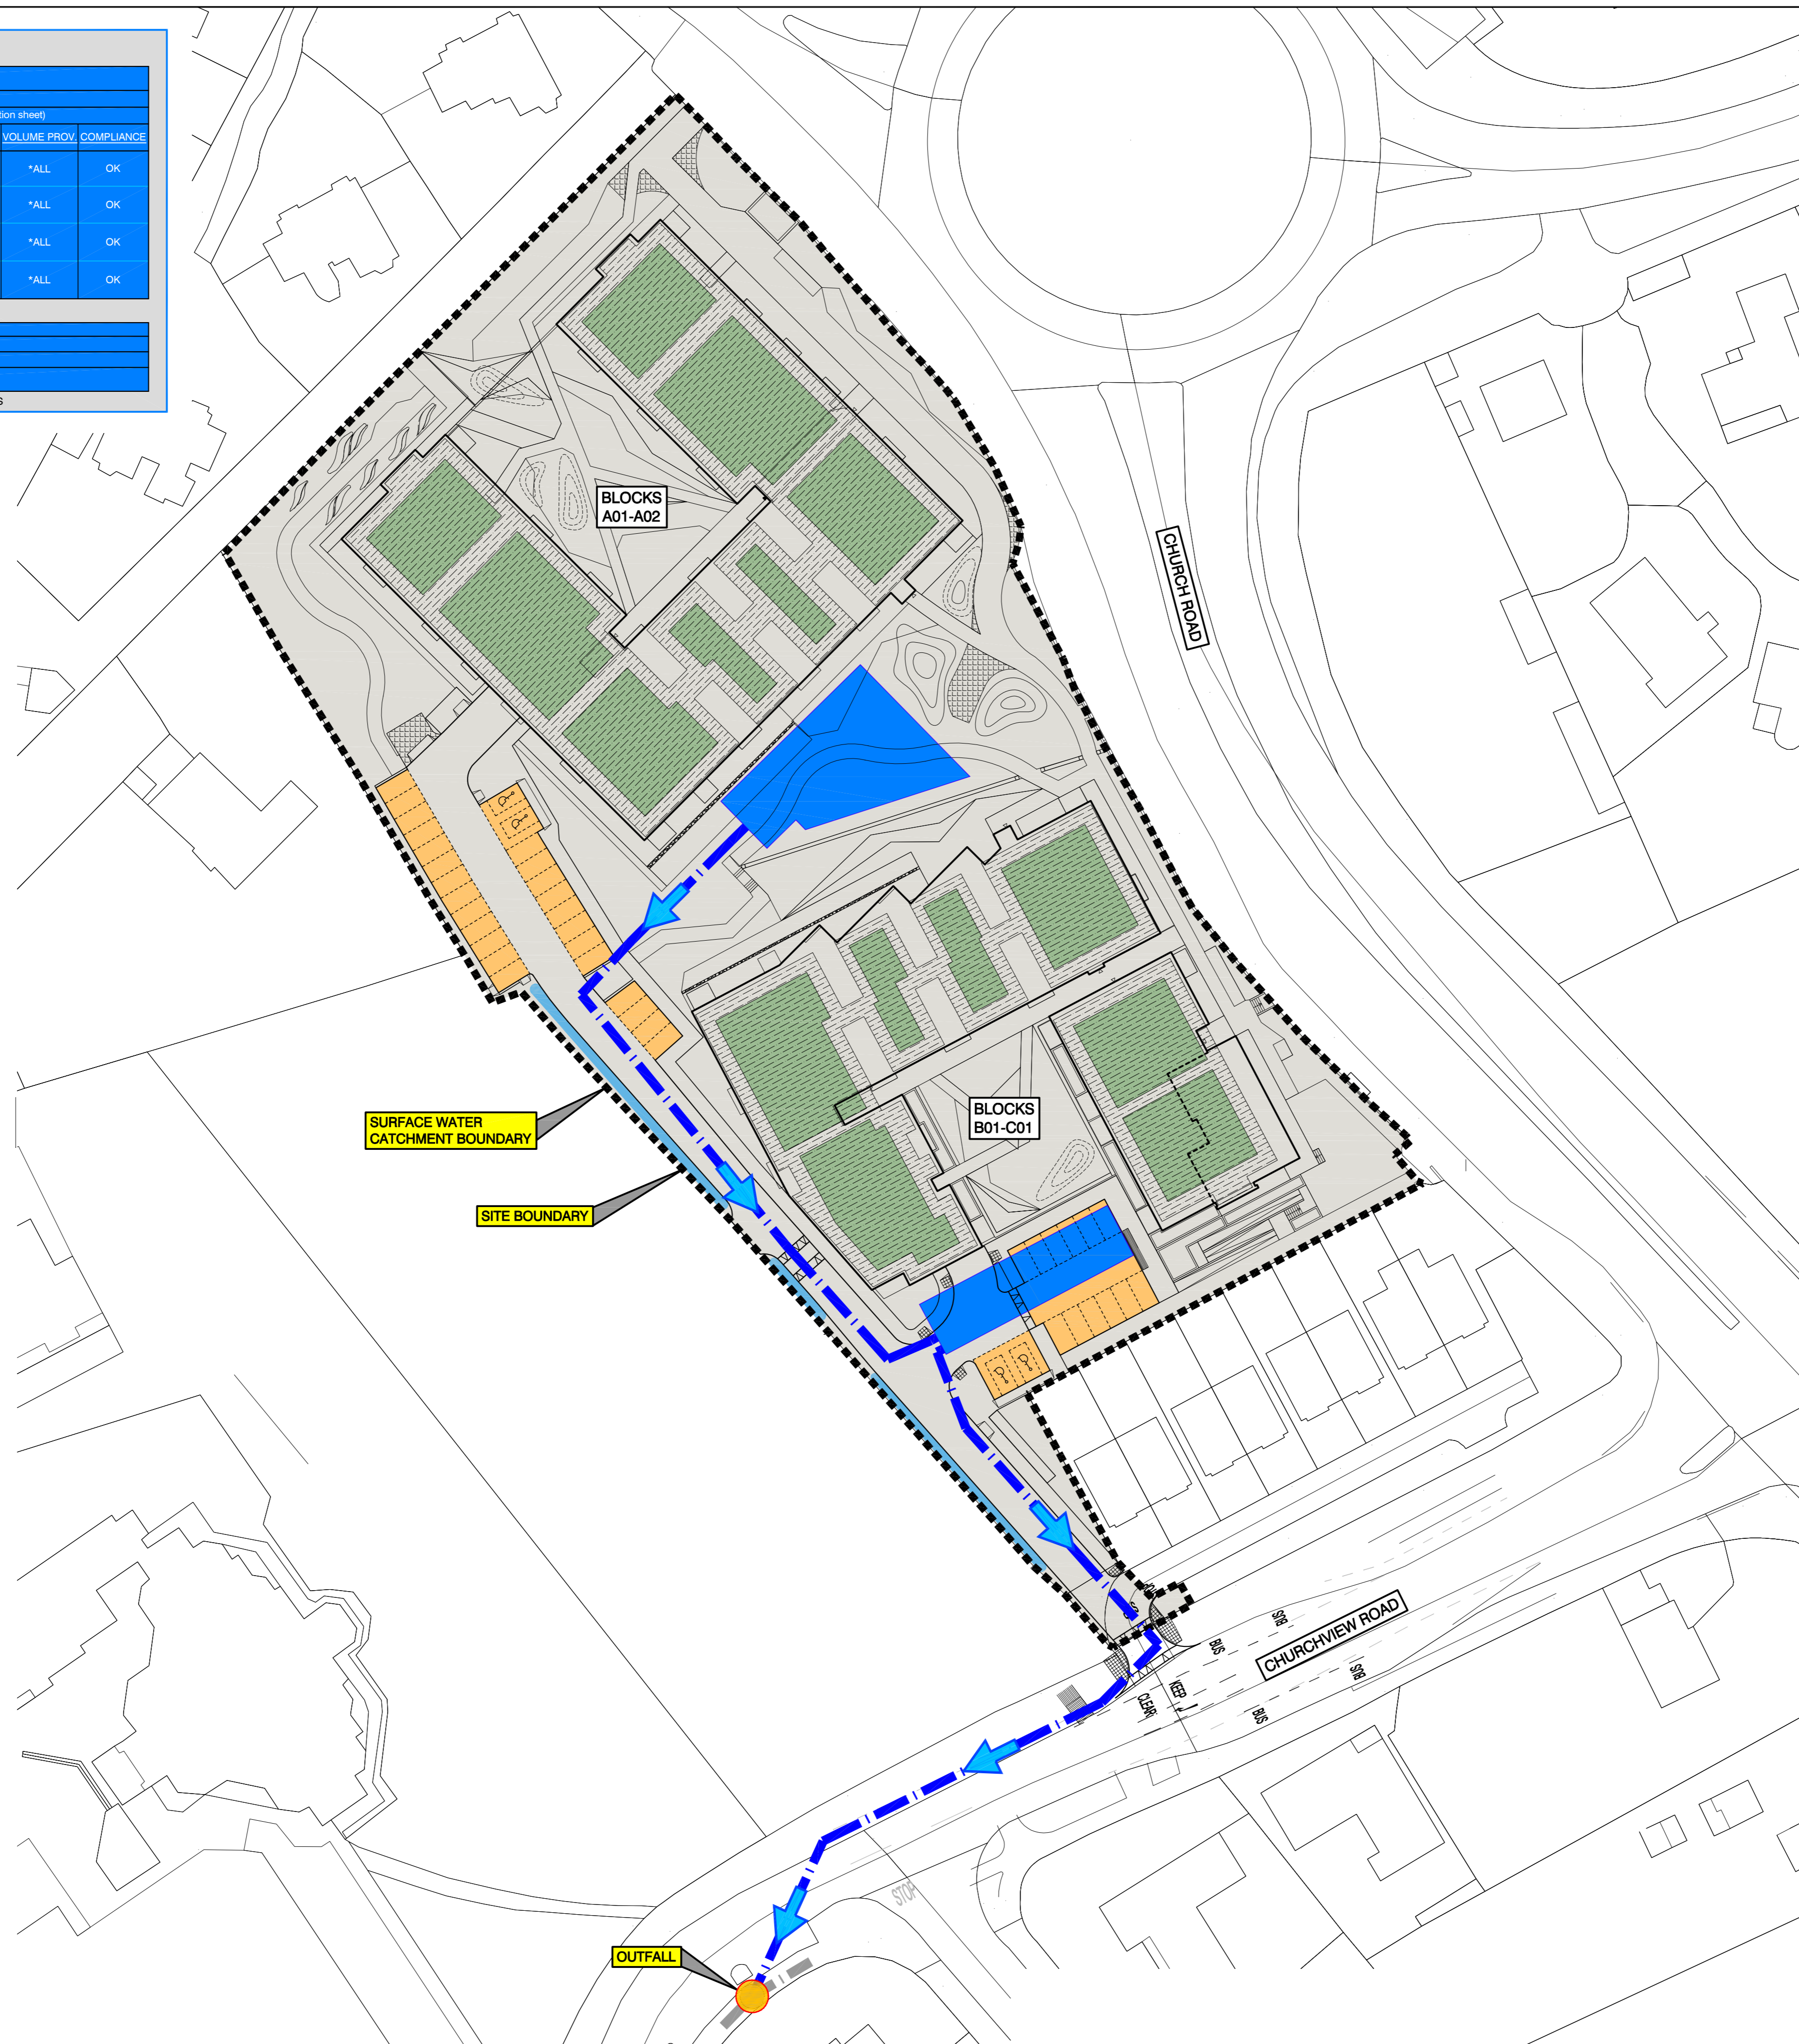 tion sheet)
VOLUME PROV. COMPLIANCE
*ALL OK
*ALL OK
*ALL OK
*ALL OK
S
BLOCKS
A01-A02
CHURCH ROAD
SURFACE WATER
CATCHMENT BOUNDARY
BLOCKS
B01-C01
SITE BOUNDARY
CHURCHVIEW ROAD
BUS
BUS
BUS
BUS
KEEP
CLEAR
STOP
OUTFALL